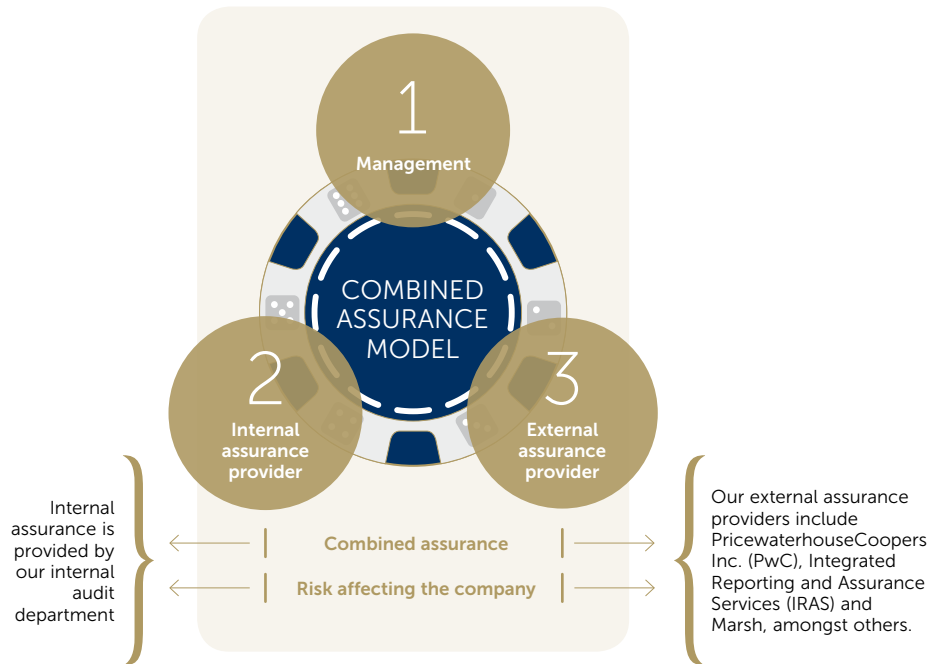 1
Management
COMBINED
ASSURANCE
MODEL
2
Internal
assurance
provider
3
External
assurance
provider
Internal
assurance is
provided by
our internal
audit
department
Combined assurance
Risk affecting the company
Our external assurance
providers include
PricewaterhouseCoopers
Inc. (PwC), Integrated
Reporting and Assurance
Services (IRAS) and
Marsh, amongst others.